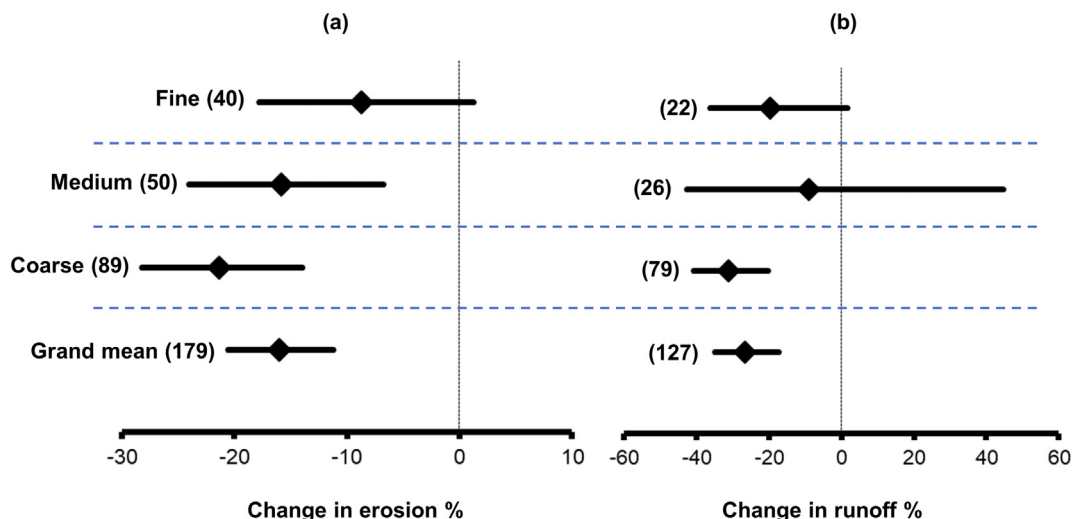 (a) (b)
Fine (40) (22)
Medium (50) (26)
Coarse (89) (79)
Grand mean (179) (127)
-30 -20 -10 0 10 -60 -40 -20 0 20 40 60
Change in erosion % Change in runoff %